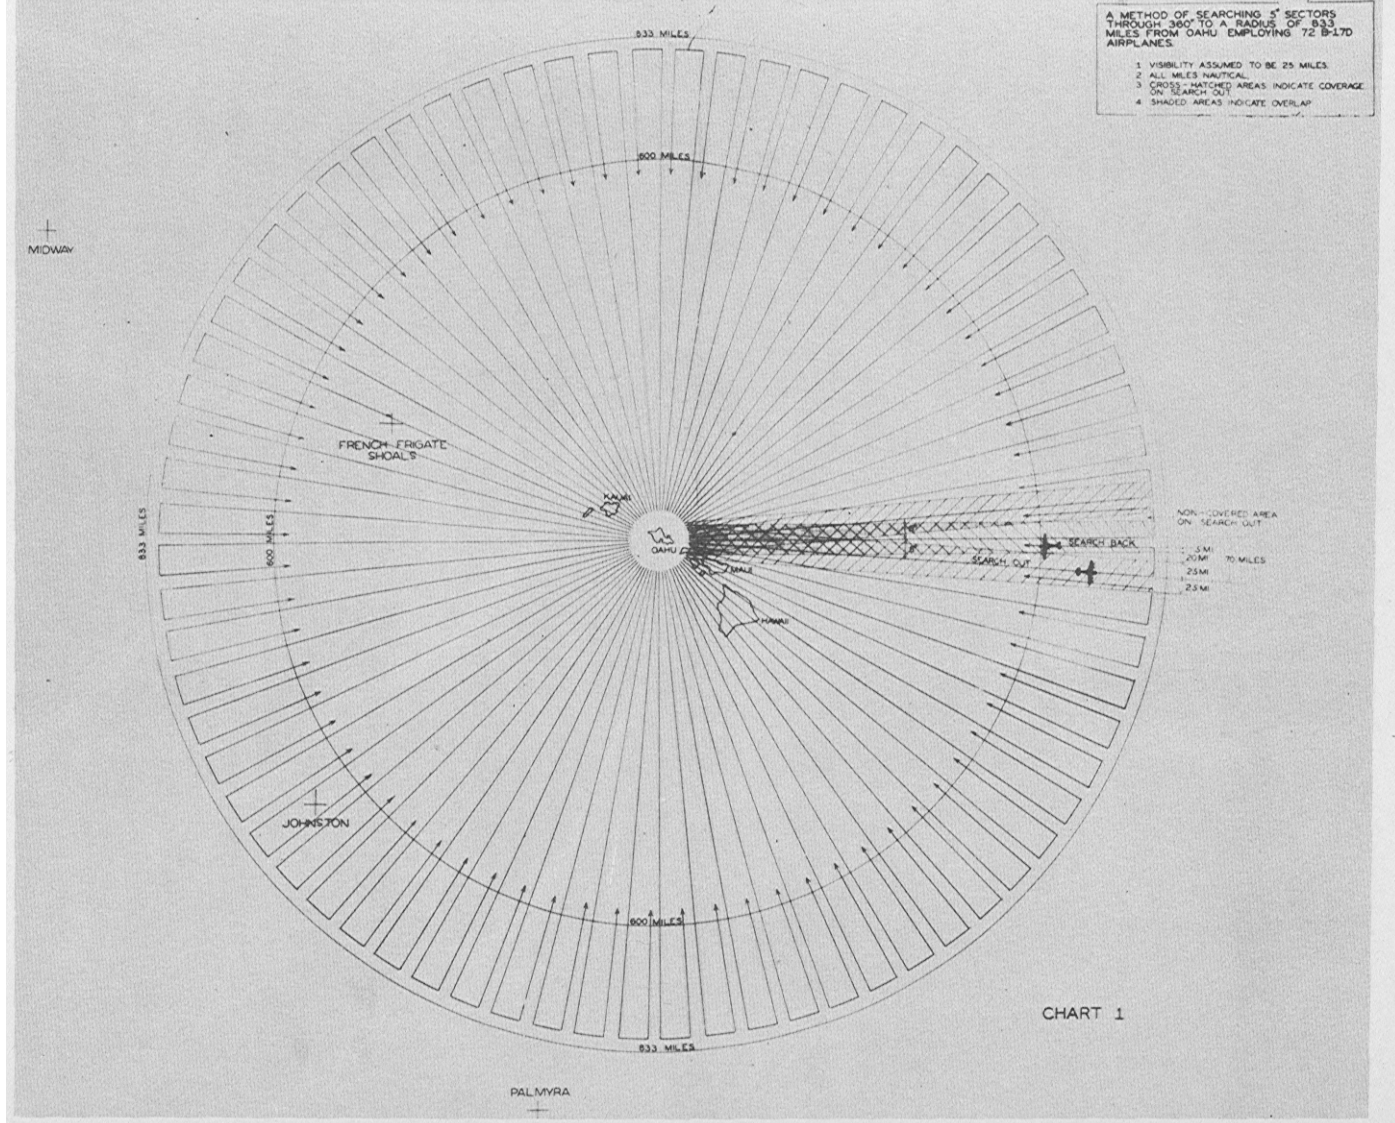 A METHOD OF SEARCHING 5° SECTORS
THROUGH 360° TO A RADIUS OF 833
MILES FROM OAHU EMPLOYING 72 B-17D
AIRPLANES.
1 VISIBILITY ASSUMED TO BE 25 MILES.
2 ALL MILES NAUTICAL.
3 CROSS-HATCHED AREAS INDICATE COVERAGE
ON SEARCH OUT.
4 SHADED AREAS INDICATE OVERLAP
833 MILES
600 MILES
MIDWAY
FRENCH FRIGATE
SHOALS
KAUAI
833 MILES
600 MILES
OAHU
MAUI
HAWAII
NON-COVERED AREA
ON SEARCH OUT
SEARCH BACK
SEARCH OUT
20 MI 70 MILES
25 MI
JOHNSTON
600 MILES
CHART 1
833 MILES
PALMYRA